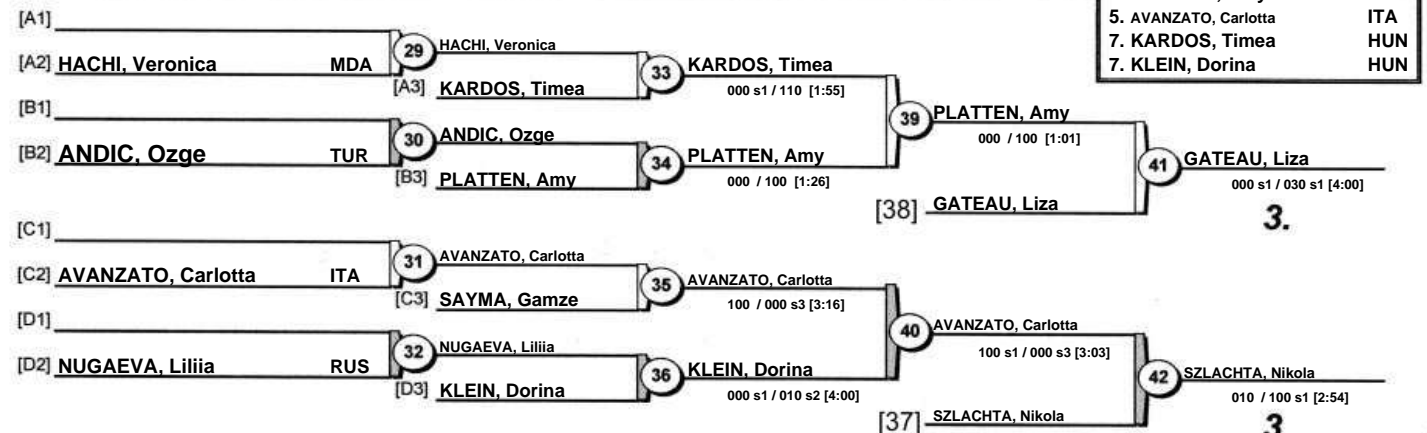 5. AVANZATO, Carlotta ITA
7. KARDOS, Timea HUN
7. KLEIN, Dorina HUN
[A1]
[A2] HACHI, Veronica MDA
29 HACHI, Veronica
[A3] KARDOS, Timea
33 KARDOS, Timea
000 s1 / 110 [1:55]
[B1]
[B2] ANDIC, Ozge TUR
30 ANDIC, Ozge
[B3] PLATTEN, Amy
34 PLATTEN, Amy
000 / 100 [1:26]
39 PLATTEN, Amy
000 / 100 [1:01]
[38] GATEAU, Liza
41 GATEAU, Liza
000 s1 / 030 s1 [4:00]
3.
[C1]
[C2] AVANZATO, Carlotta ITA
31 AVANZATO, Carlotta
[C3] SAYMA, Gamze
35 AVANZATO, Carlotta
100 / 000 s3 [3:16]
[D1]
[D2] NUGAEVA, Liliia RUS
32 NUGAEVA, Liliia
[D3] KLEIN, Dorina
36 KLEIN, Dorina
000 s1 / 010 s2 [4:00]
40 AVANZATO, Carlotta
100 s1 / 000 s3 [3:03]
[37] SZLACHTA, Nikola
42 SZLACHTA, Nikola
010 / 100 s1 [2:54]
3